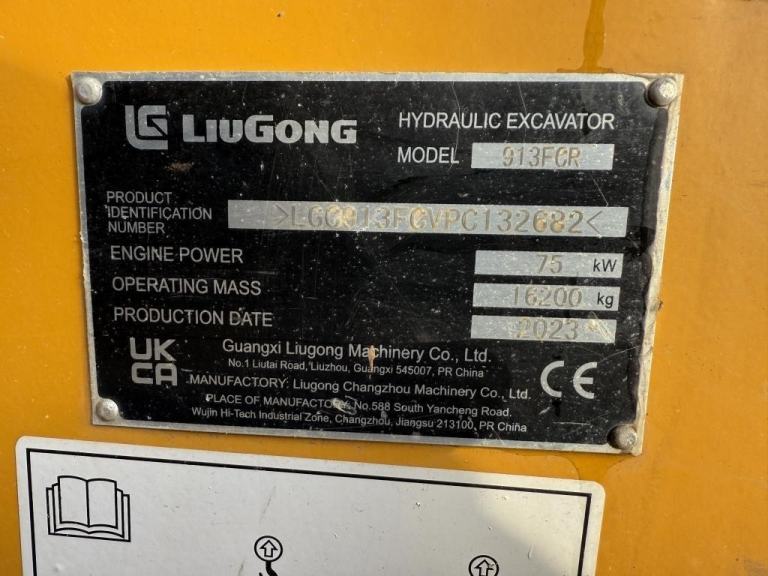 LG LIUGONG
HYDRAULIC EXCAVATOR
MODEL 913FCR
PRODUCT
IDENTIFICATION
NUMBER
>LGC913FCVPC132682<
ENGINE POWER 75 kW
OPERATING MASS 16200 kg
PRODUCTION DATE 2023
UK
CA
Guangxi Liugong Machinery Co., Ltd.
No.1 Liutai Road, Liuzhou, Guangxi 545007, PR China
MANUFACTORY: Liugong Changzhou Machinery Co., Ltd.
PLACE OF MANUFACTORY: No.588 South Yancheng Road.
Wujin Hi-Tech Industrial Zone, Changzhou, Jiangsu 213100, PR China
CE